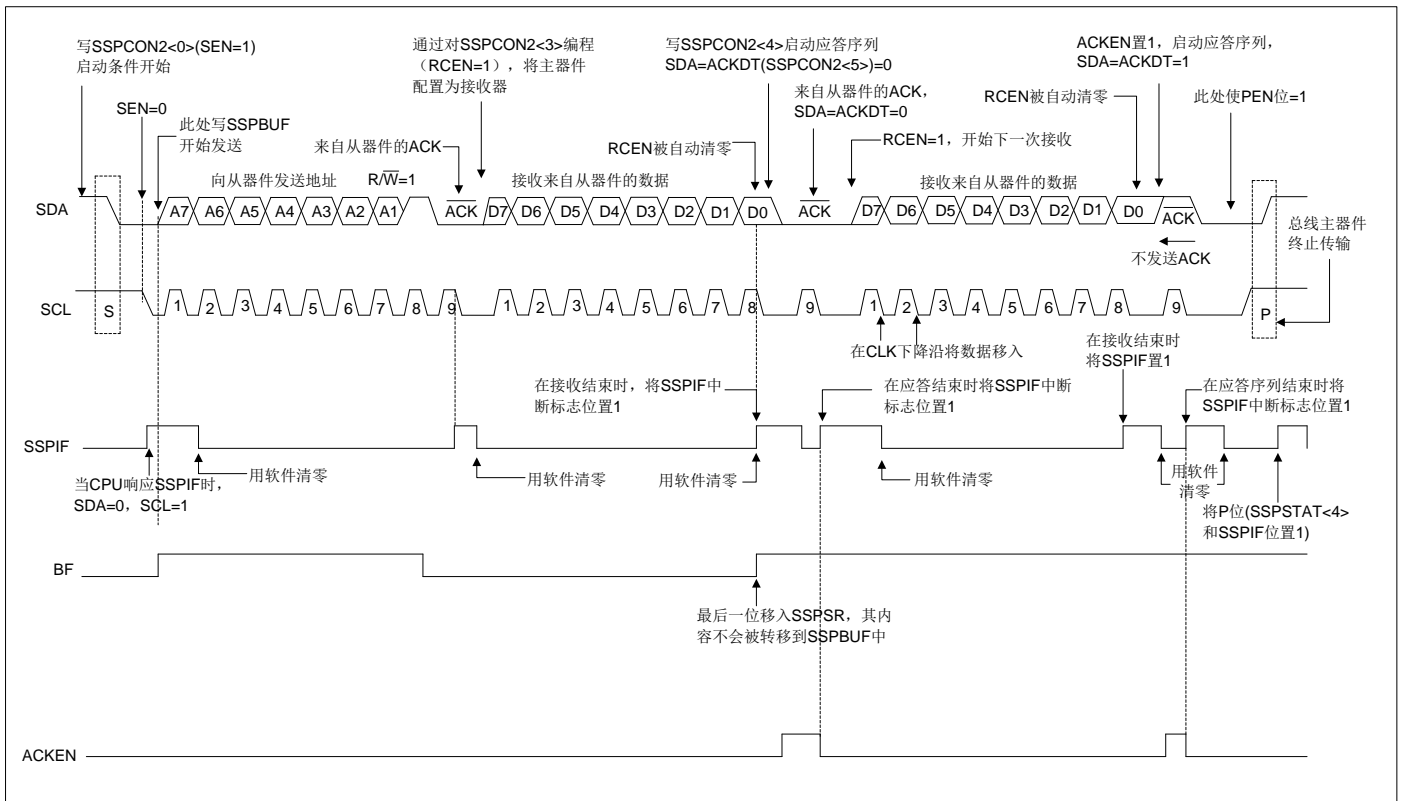 写SSPCON2<0>(SEN=1)
启动条件开始
SEN=0
此处写SSPBUF
开始发送
通过对SSPCON2<3>编程
（RCEN=1），将主器件
配置为接收器
来自从器件的ACK
写SSPCON2<4>启动应答序列
SDA=ACKDT(SSPCON2<5>)=0
来自从器件的ACK，
SDA=ACKDT=0
RCEN被自动清零
RCEN=1，开始下一次接收
ACKEN置1，启动应答序列，
SDA=ACKDT=1
RCEN被自动清零
此处使PEN位=1
向从器件发送地址
R/W=1
接收来自从器件的数据
接收来自从器件的数据
SDA
A7 A6 A5 A4 A3 A2 A1
ACK
D7 D6 D5 D4 D3 D2 D1 D0
ACK
D7 D6 D5 D4 D3 D2 D1 D0
ACK
不发送ACK
总线主器件
终止传输
SCL
S
1 2 3 4 5 6 7 8 9
1 2 3 4 5 6 7 8 9
1 2 3 4 5 6 7 8 9
P
在CLK下降沿将数据移入
在接收结束时，将SSPIF中
断标志位置1
在应答结束时将SSPIF中断
标志位置1
在接收结束时
将SSPIF置1
在应答序列结束时将
SSPIF中断标志位置1
SSPIF
当CPU响应SSPIF时，
SDA=0，SCL=1
用软件清零
用软件清零
用软件清零
用软件清零
用软件
清零
将P位(SSPSTAT<4>
和SSPIF位置1)
BF
最后一位移入SSPSR，其内
容不会被转移到SSPBUF中
ACKEN